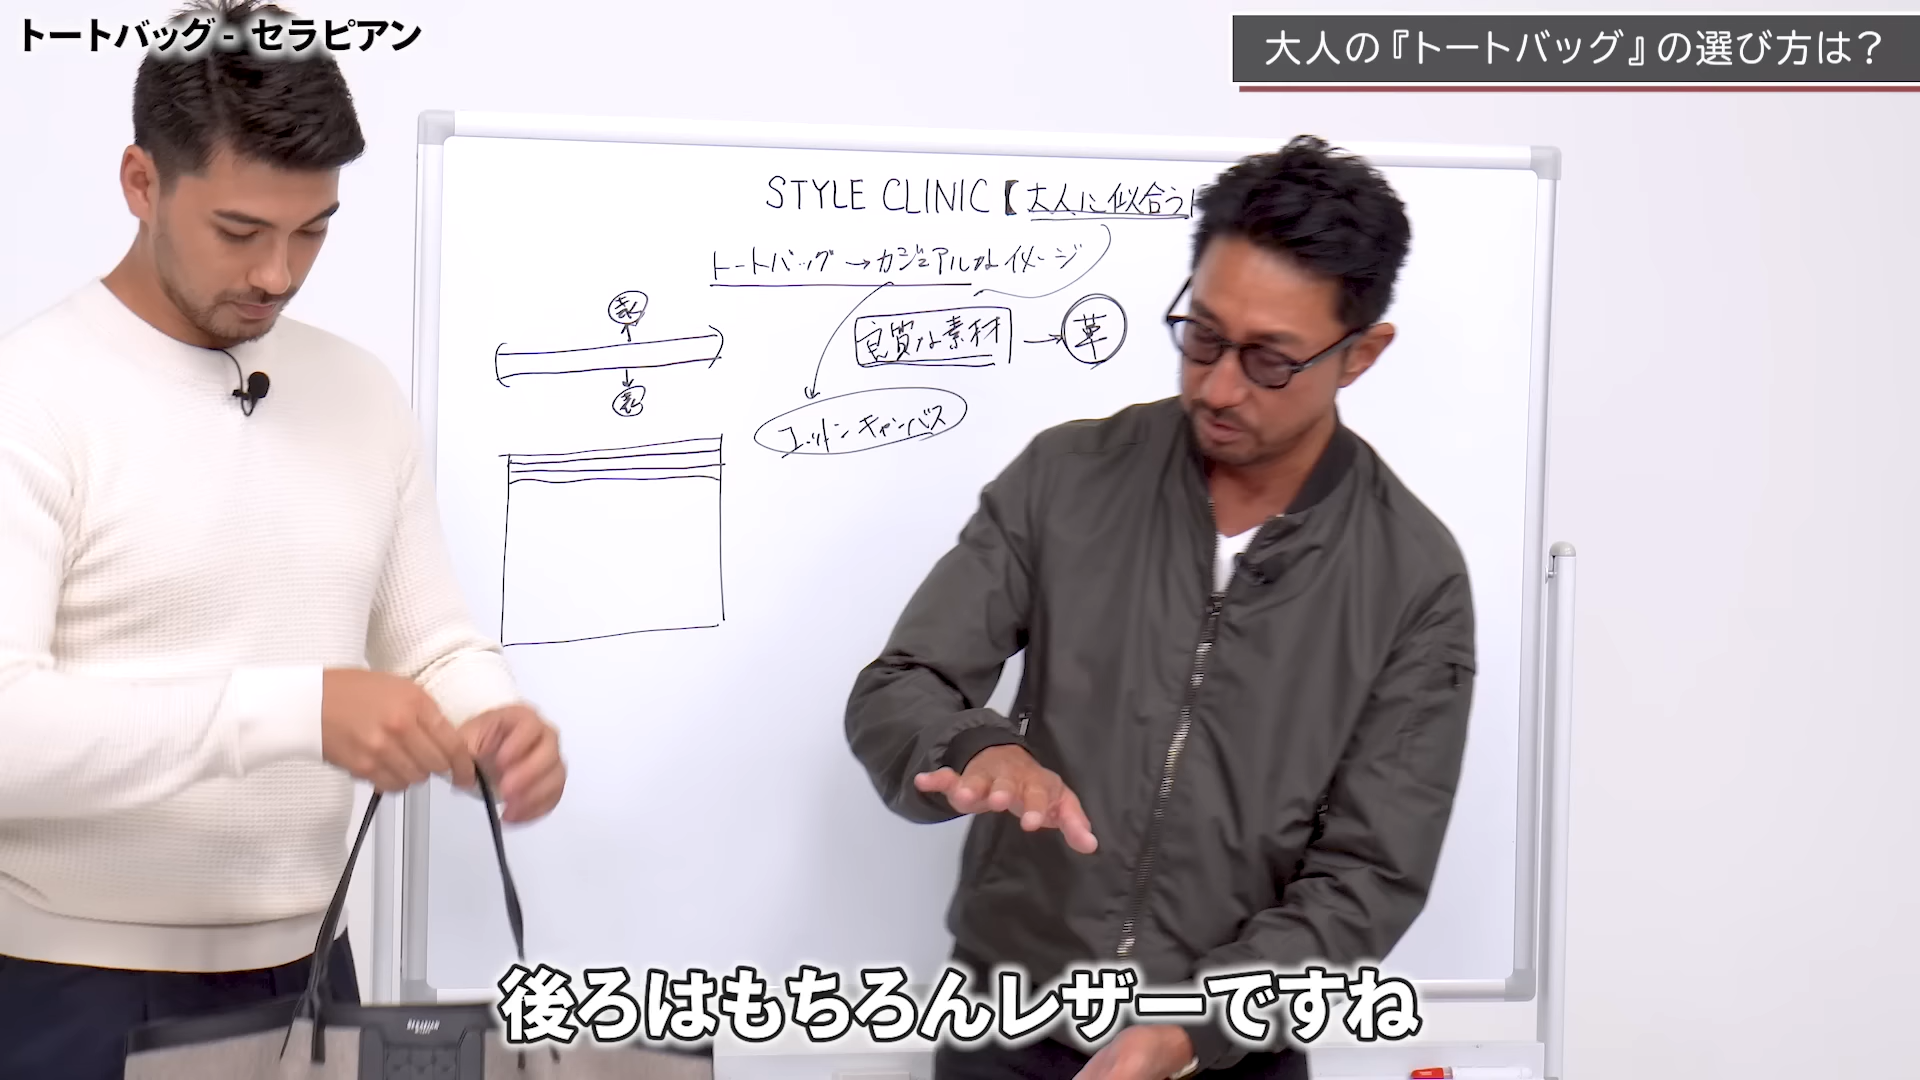 トートバッグ - セラピアン
大人の『トートバッグ』の選び方は？
STYLE CLINIC【大人に似合うト
トートバッグ→カジュアルなイメージ
表
良質な素材→革
表
コットンキャンバス
後ろはもちろんレザーですね